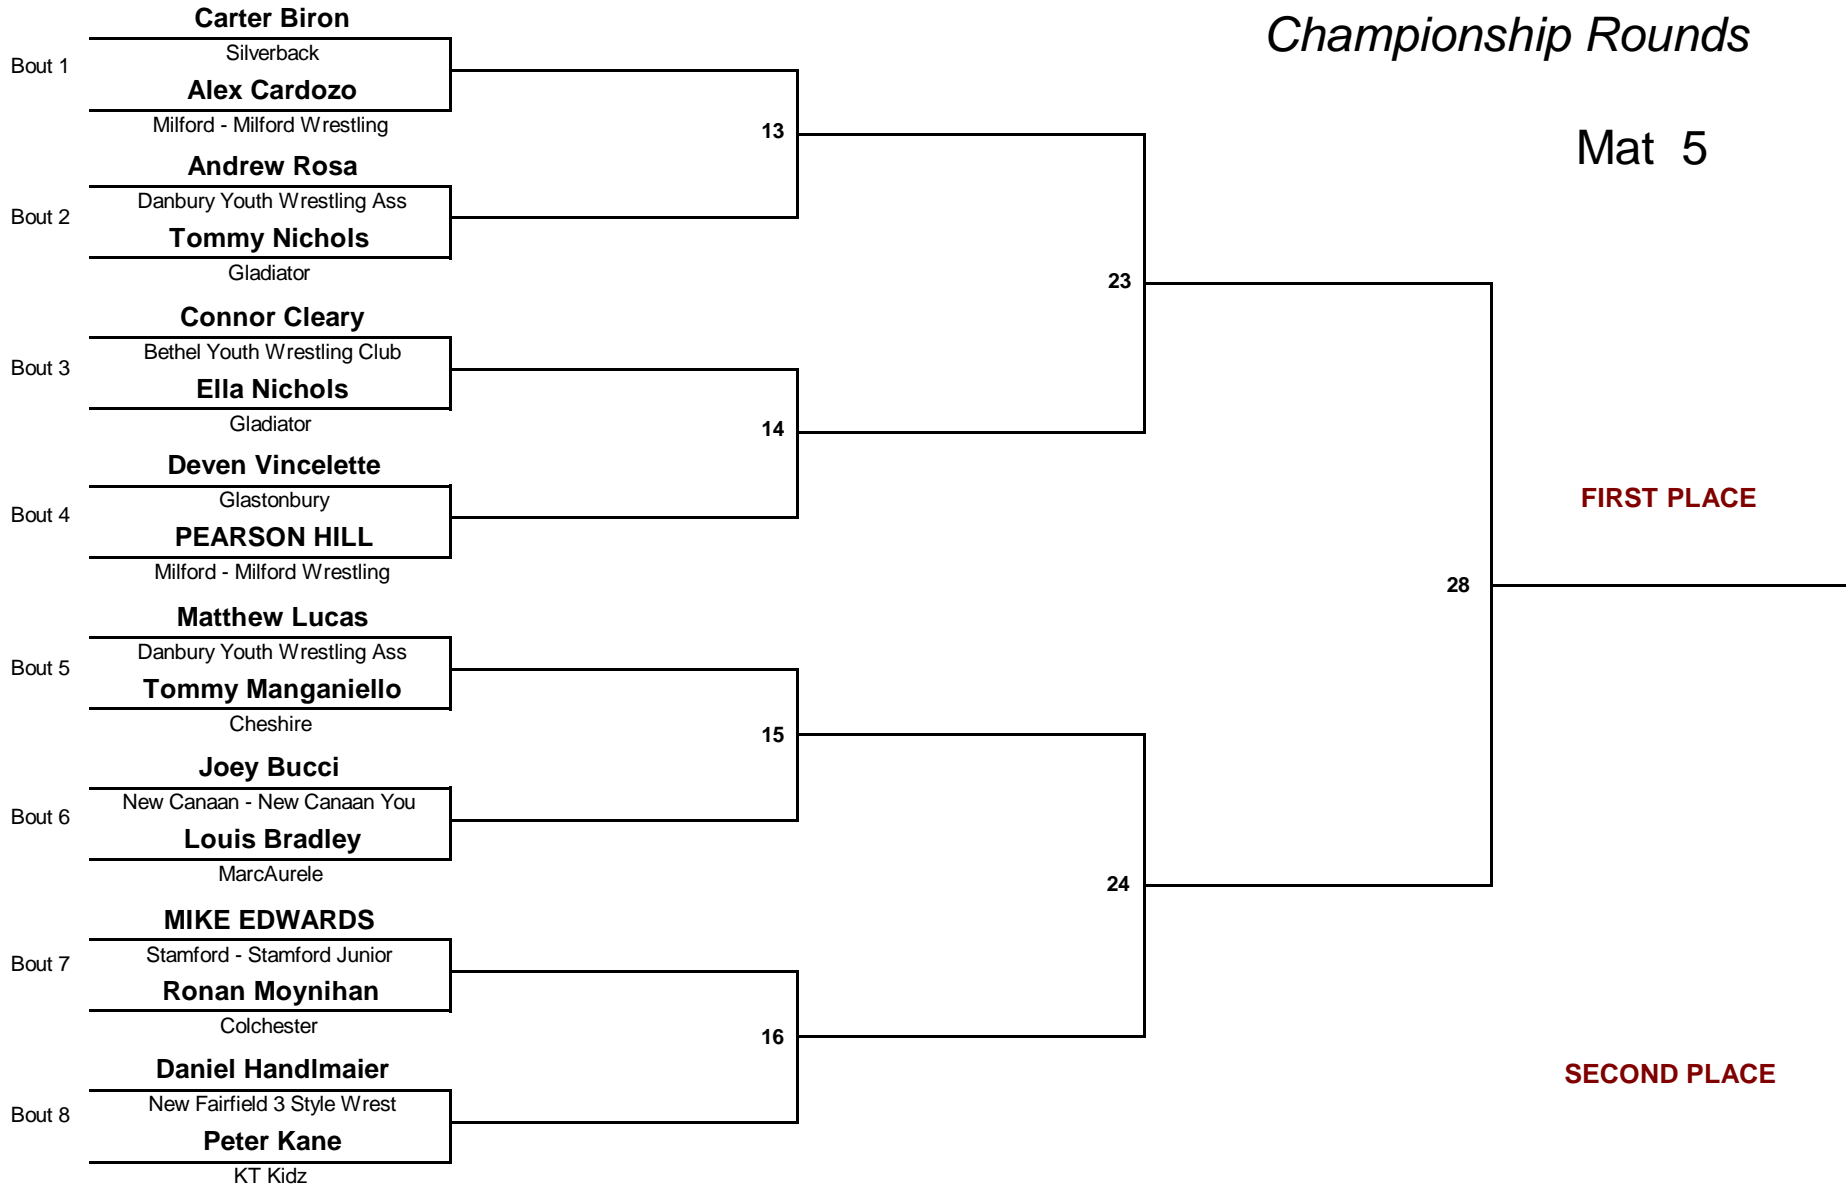 Championship Rounds
Mat 5
Carter Biron
Bout 1
Silverback
Alex Cardozo
Milford - Milford Wrestling
13
Andrew Rosa
Bout 2
Danbury Youth Wrestling Ass
Tommy Nichols
Gladiator
23
Connor Cleary
Bout 3
Bethel Youth Wrestling Club
Ella Nichols
Gladiator
14
Deven Vincelette
Bout 4
Glastonbury
PEARSON HILL
Milford - Milford Wrestling
FIRST PLACE
28
Matthew Lucas
Bout 5
Danbury Youth Wrestling Ass
Tommy Manganiello
Cheshire
15
Joey Bucci
Bout 6
New Canaan - New Canaan You
Louis Bradley
MarcAurele
24
MIKE EDWARDS
Bout 7
Stamford - Stamford Junior
Ronan Moynihan
Colchester
16
Daniel Handlmaier
Bout 8
New Fairfield 3 Style Wrest
Peter Kane
KT Kidz
SECOND PLACE